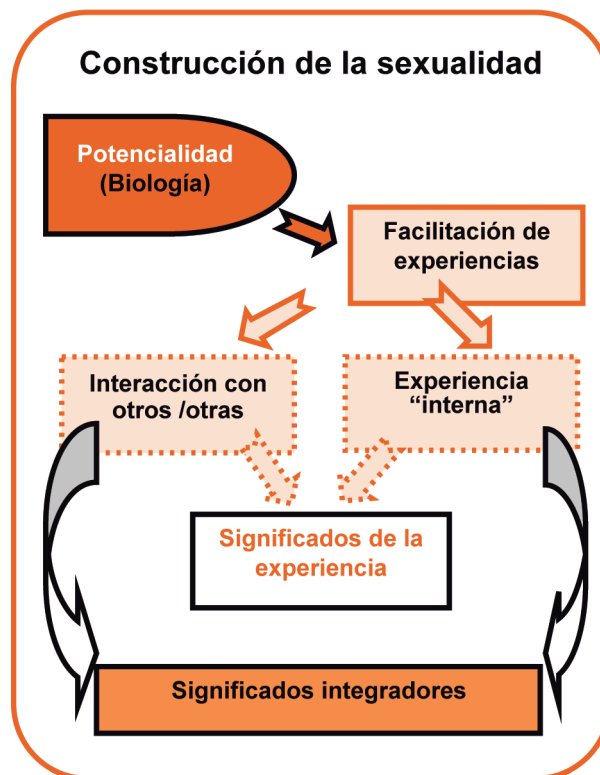 Construcción de la sexualidad
Potencialidad
(Biología)
Facilitación de
experiencias
Interacción con
otros /otras
Experiencia
“interna”
Significados de la
experiencia
Significados integradores